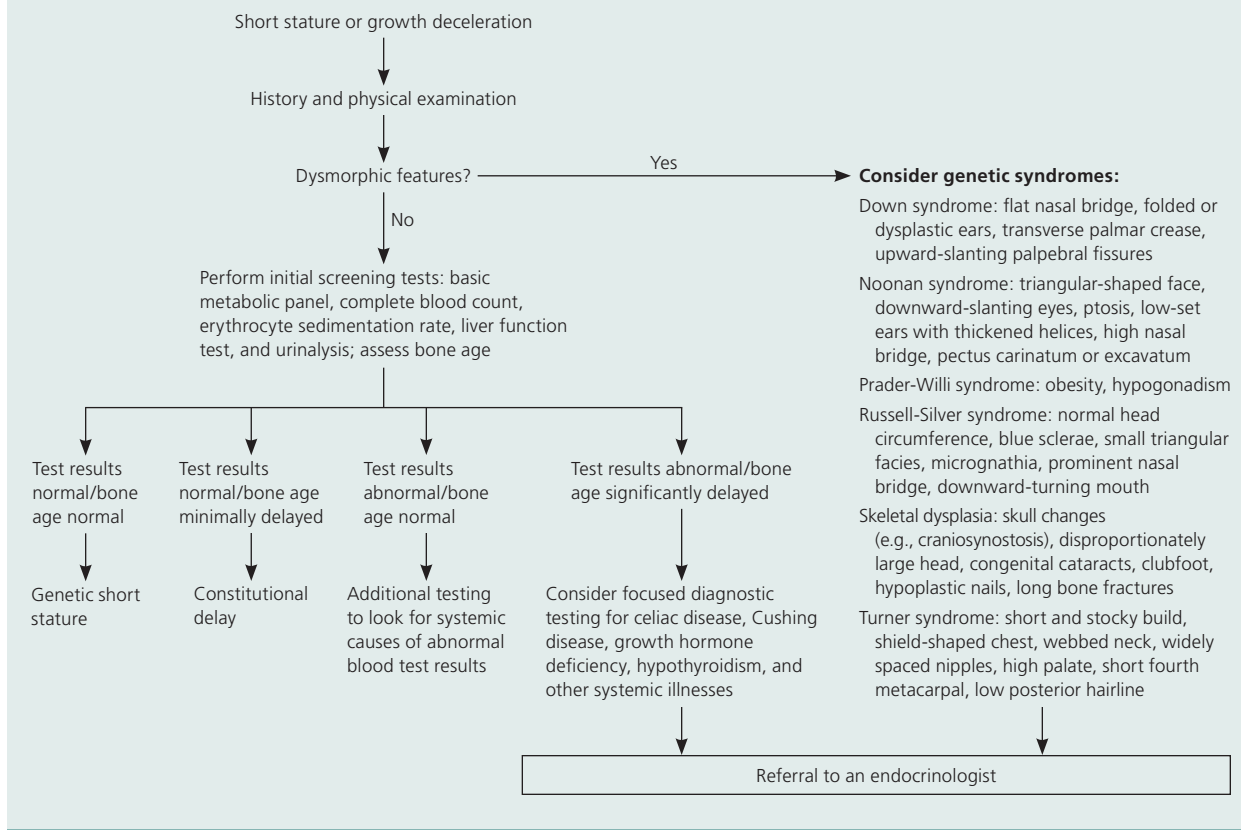 Short stature or growth deceleration
History and physical examination
Dysmorphic features?
Yes
No
Perform initial screening tests: basic
metabolic panel, complete blood count,
erythrocyte sedimentation rate, liver function
test, and urinalysis; assess bone age
Test results
normal/bone
age normal
Genetic short
stature
Test results
normal/bone age
minimally delayed
Constitutional
delay
Test results
abnormal/bone
age normal
Additional testing
to look for systemic
causes of abnormal
blood test results
Test results abnormal/bone
age significantly delayed
Consider focused diagnostic
testing for celiac disease, Cushing
disease, growth hormone
deficiency, hypothyroidism, and
other systemic illnesses
Consider genetic syndromes:
Down syndrome: flat nasal bridge, folded or
dysplastic ears, transverse palmar crease,
upward-slanting palpebral fissures
Noonan syndrome: triangular-shaped face,
downward-slanting eyes, ptosis, low-set
ears with thickened helices, high nasal
bridge, pectus carinatum or excavatum
Prader-Willi syndrome: obesity, hypogonadism
Russell-Silver syndrome: normal head
circumference, blue sclerae, small triangular
facies, micrognathia, prominent nasal
bridge, downward-turning mouth
Skeletal dysplasia: skull changes
(e.g., craniosynostosis), disproportionately
large head, congenital cataracts, clubfoot,
hypoplastic nails, long bone fractures
Turner syndrome: short and stocky build,
shield-shaped chest, webbed neck, widely
spaced nipples, high palate, short fourth
metacarpal, low posterior hairline
Referral to an endocrinologist